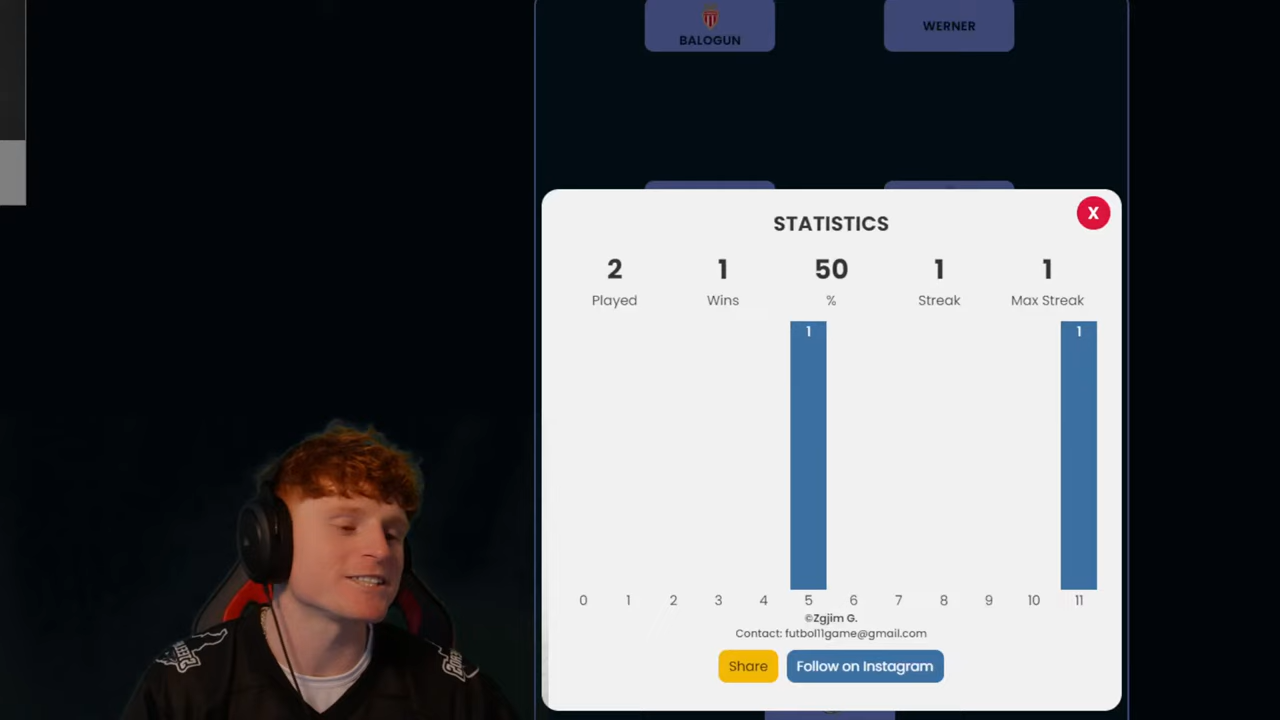 BALOGUN
WERNER
STATISTICS
X
2
1
50
1
1
Played
Wins
%
Streak
Max Streak
1
1
0 1 2 3 4 5 6 7 8 9 10 11
©Zgjim G.
Contact: futbol11game@gmail.com
Share
Follow on Instagram